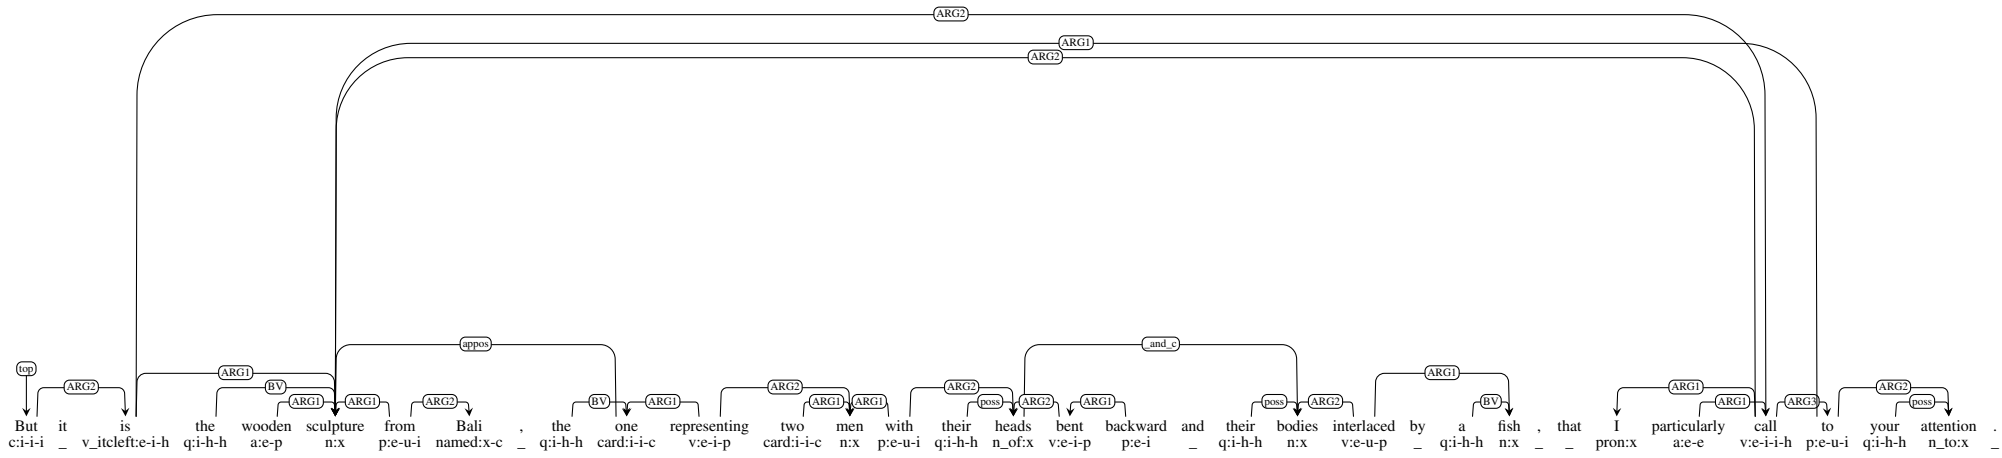 ARG2
ARG1
ARG2
appos _and_c
top ARG1 ARG1
ARG2 BV ARG2 ARG2 ARG1 ARG2
ARG1 ARG1 ARG2 BV ARG1 ARG1 ARG1 poss ARG2 ARG1 poss ARG2 BV ARG1 ARG3 poss
But it is the wooden sculpture from Bali , the one representing two men with their heads bent backward and their bodies interlaced by a fish , that I particularly call to your attention .
c:i-i-i _ v_itcleft:e-i-h q:i-h-h a:e-p n:x p:e-u-i named:x-c _ q:i-h-h card:i-i-c v:e-i-p card:i-i-c n:x p:e-u-i q:i-h-h n_of:x v:e-i-p p:e-i _ q:i-h-h n:x v:e-u-p _ q:i-h-h n:x _ _ pron:x a:e-e v:e-i-i-h p:e-u-i q:i-h-h n_to:x _